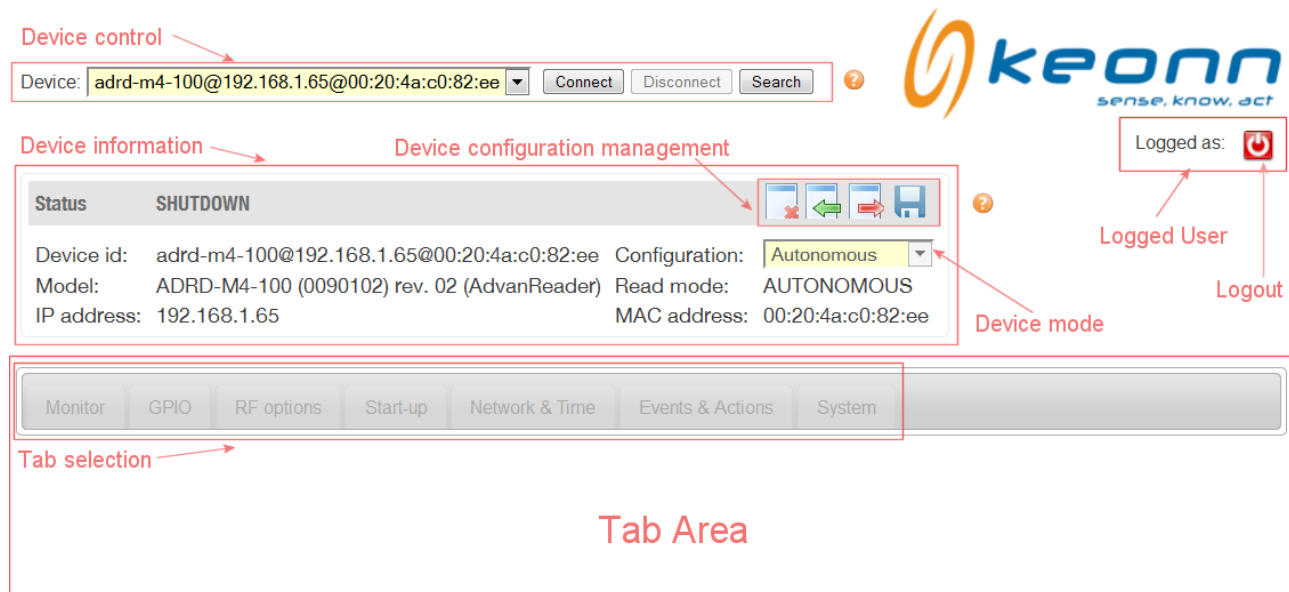 Device control
keonn
sense, know, act
Device: adrd-m4-100@192.168.1.65@00:20:4a:c0:82:ee Connect Disconnect Search ?
Device information
Device configuration management
Logged as:
Status SHUTDOWN
?
Logged User
Device id: adrd-m4-100@192.168.1.65@00:20:4a:c0:82:ee Configuration: Autonomous
Model: ADRD-M4-100 (0090102) rev. 02 (AdvanReader) Read mode: AUTONOMOUS
Logout
IP address: 192.168.1.65 MAC address: 00:20:4a:c0:82:ee
Device mode
Monitor GPIO RF options Start-up Network & Time Events & Actions System
Tab selection
Tab Area